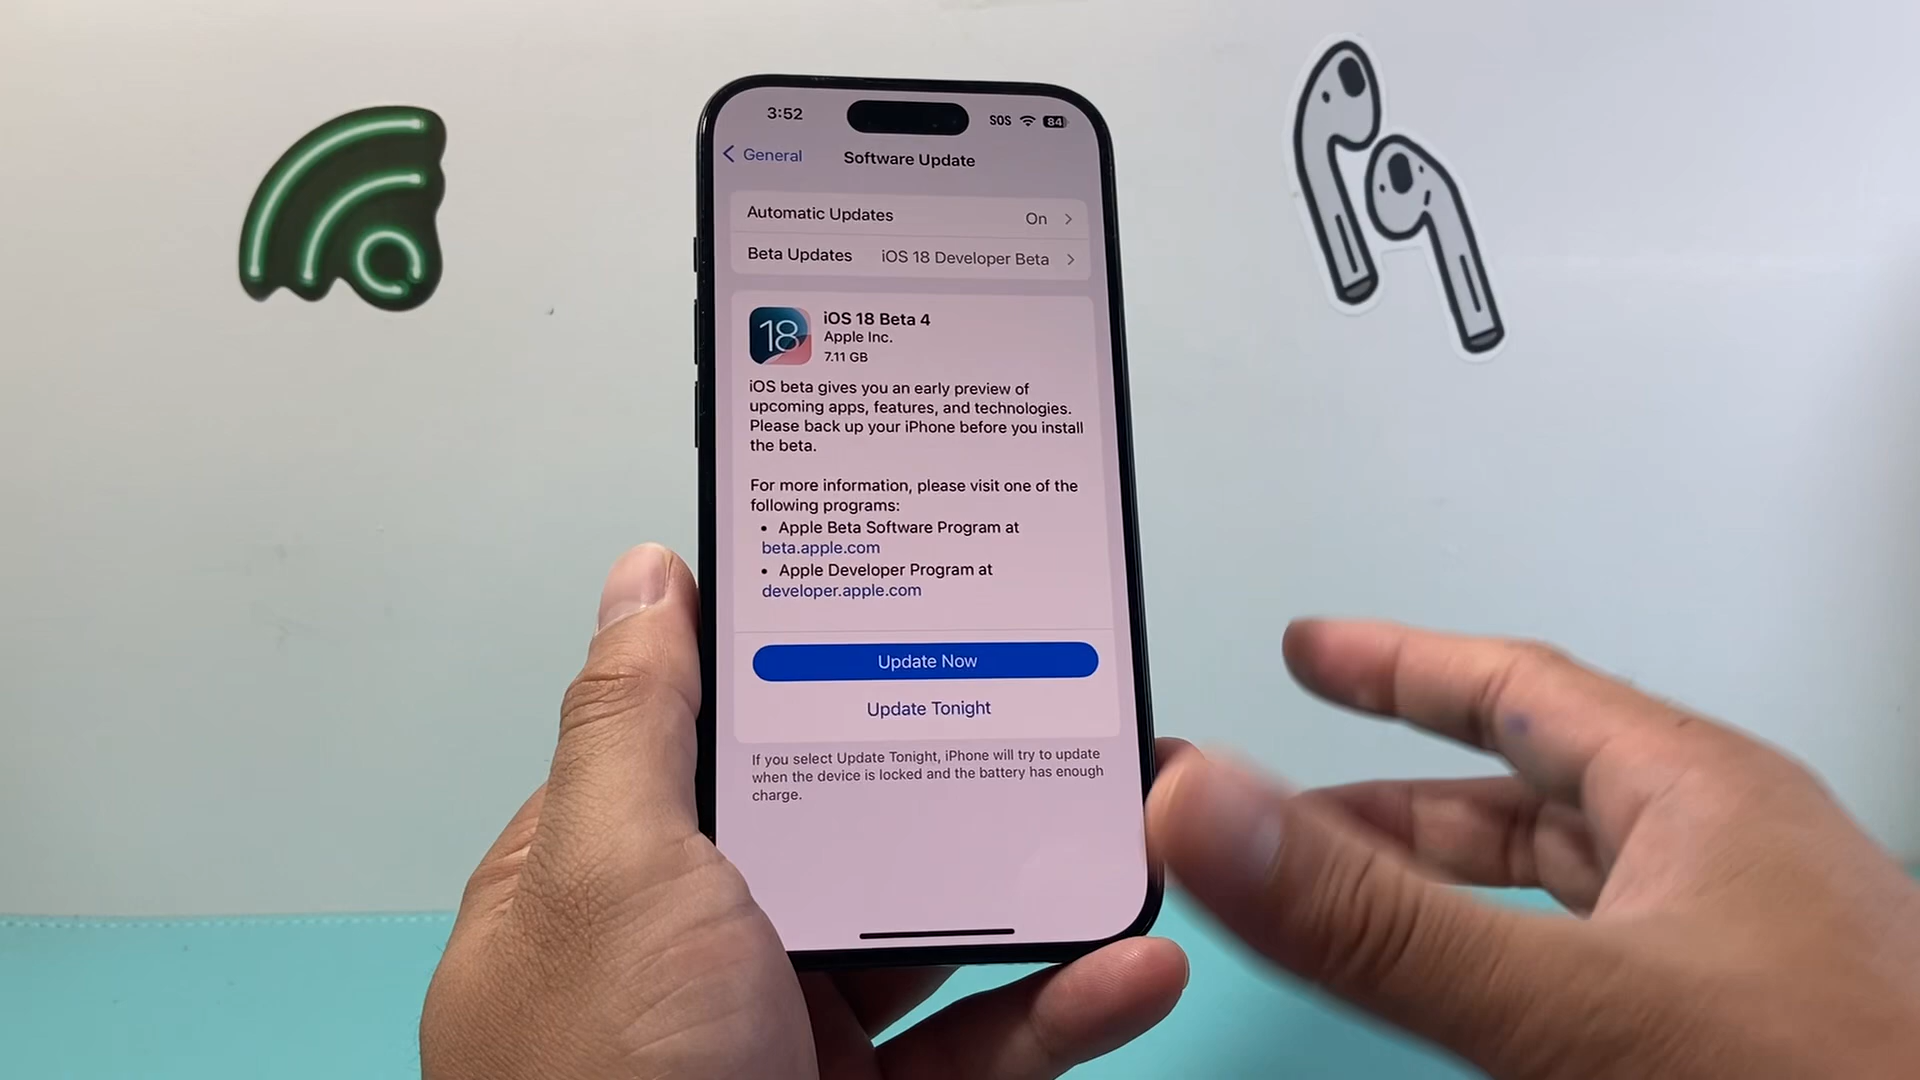 3:52
SOS
84
General
Software Update
Automatic Updates On
Beta Updates iOS 18 Developer Beta
18
iOS 18 Beta 4
Apple Inc.
7.11 GB
iOS beta gives you an early preview of
upcoming apps, features, and technologies.
Please back up your iPhone before you install
the beta.
For more information, please visit one of the
following programs:
• Apple Beta Software Program at
beta.apple.com
• Apple Developer Program at
developer.apple.com
Update Now
Update Tonight
If you select Update Tonight, iPhone will try to update
when the device is locked and the battery has enough
charge.